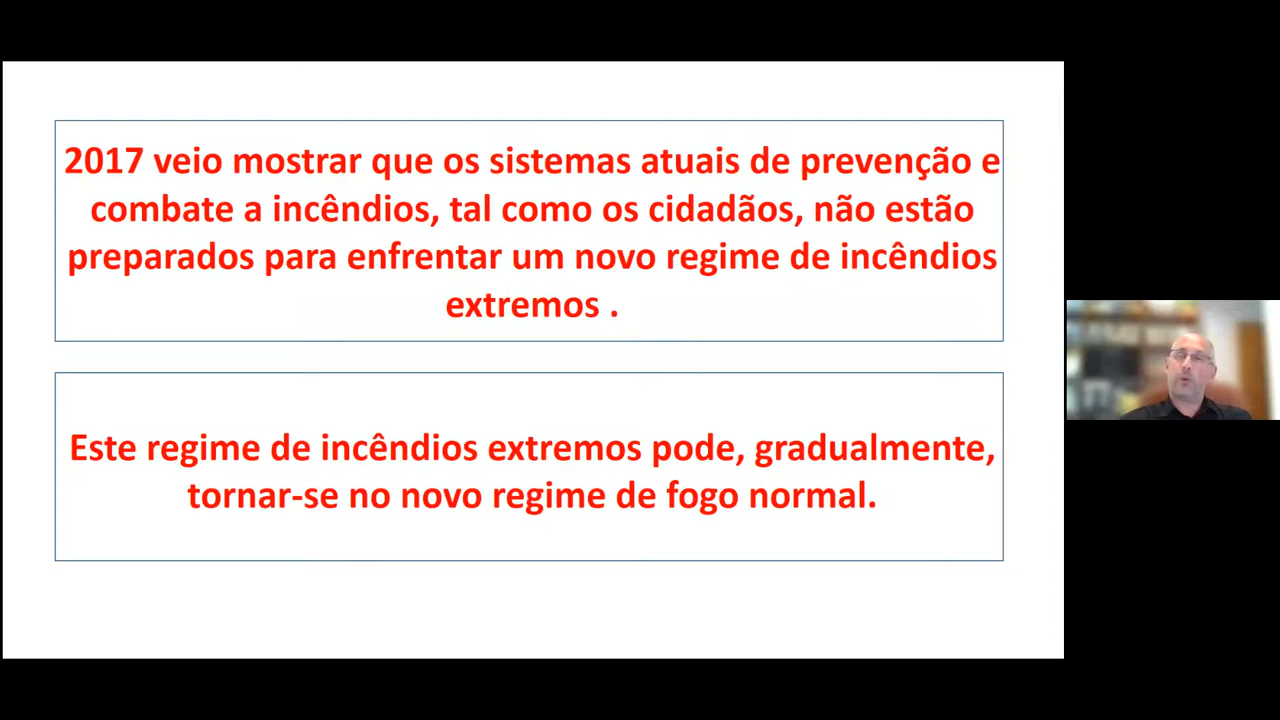 2017 veio mostrar que os sistemas atuais de prevenção e
combate a incêndios, tal como os cidadãos, não estão
preparados para enfrentar um novo regime de incêndios
extremos .
Este regime de incêndios extremos pode, gradualmente,
tornar-se no novo regime de fogo normal.